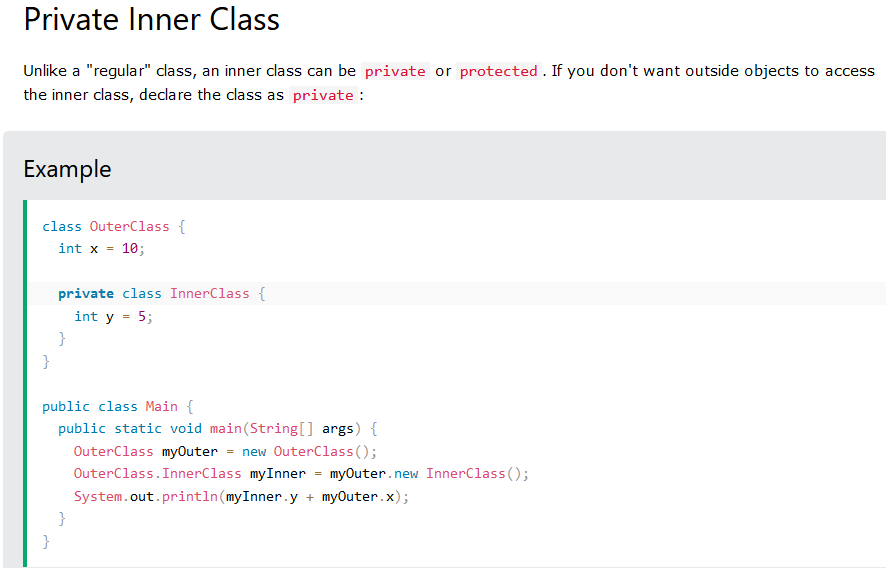 Private Inner Class
Unlike a "regular" class, an inner class can be private or protected. If you don't want outside objects to access
the inner class, declare the class as private:
Example
class OuterClass {
  int x = 10;
  private class InnerClass {
    int y = 5;
  }
}
public class Main {
  public static void main(String[] args) {
    OuterClass myOuter = new OuterClass();
    OuterClass.InnerClass myInner = myOuter.new InnerClass();
    System.out.println(myInner.y + myOuter.x);
  }
}